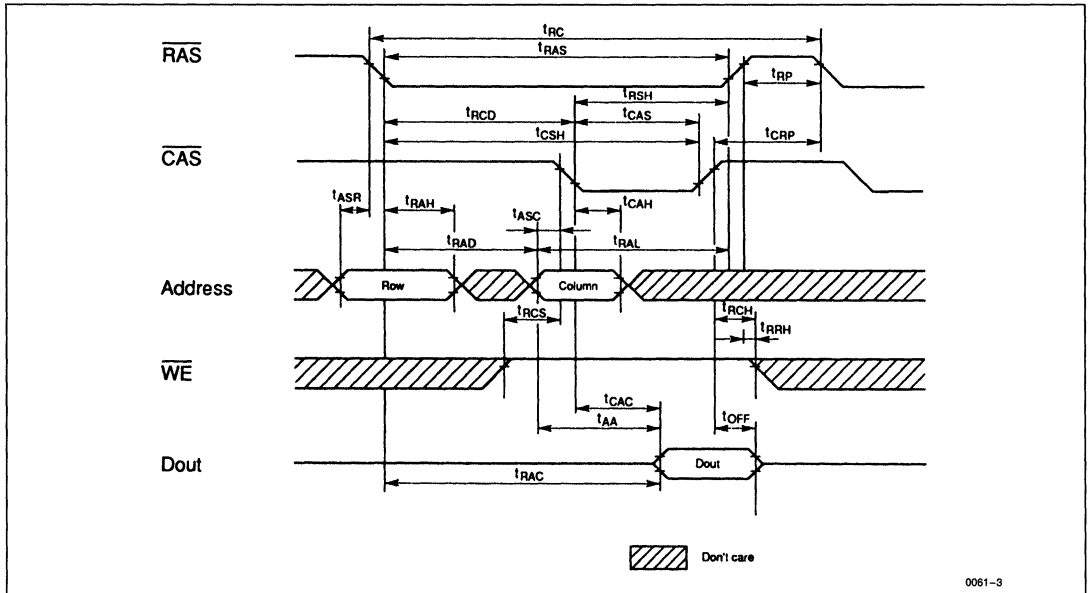 tRC
RAS
tRAS
tRP
tRSH
tRCD
tCAS
tCSH
tCRP
CAS
tASR
tRAH
tASC
tCAH
tRAD
tRAL
Address
Row
Column
tRCS
tRCH
tRRH
WE
tCAC
tAA
tOFF
Dout
Dout
tRAC
Don't care
0061–3